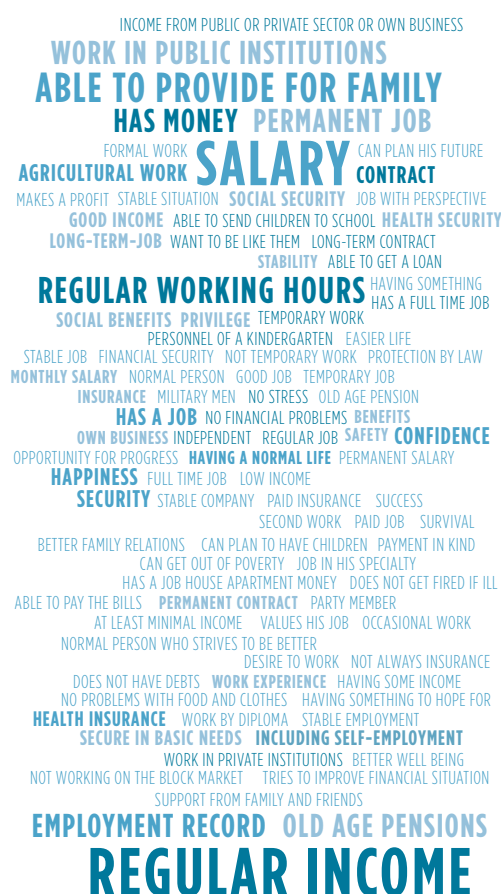 INCOME FROM PUBLIC OR PRIVATE SECTOR OR OWN BUSINESS
WORK IN PUBLIC INSTITUTIONS
ABLE TO PROVIDE FOR FAMILY
HAS MONEY PERMANENT JOB
FORMAL WORK SALARY CAN PLAN HIS FUTURE
AGRICULTURAL WORK CONTRACT
MAKES A PROFIT STABLE SITUATION SOCIAL SECURITY JOB WITH PERSPECTIVE
GOOD INCOME ABLE TO SEND CHILDREN TO SCHOOL HEALTH SECURITY
LONG-TERM-JOB WANT TO BE LIKE THEM LONG-TERM CONTRACT
STABILITY ABLE TO GET A LOAN
REGULAR WORKING HOURS HAVING SOMETHING
HAS A FULL TIME JOB
SOCIAL BENEFITS PRIVILEGE TEMPORARY WORK
PERSONNEL OF A KINDERGARTEN EASIER LIFE
STABLE JOB FINANCIAL SECURITY NOT TEMPORARY WORK PROTECTION BY LAW
MONTHLY SALARY NORMAL PERSON GOOD JOB TEMPORARY JOB
INSURANCE MILITARY MEN NO STRESS OLD AGE PENSION
HAS A JOB NO FINANCIAL PROBLEMS BENEFITS
OWN BUSINESS INDEPENDENT REGULAR JOB SAFETY CONFIDENCE
OPPORTUNITY FOR PROGRESS HAVING A NORMAL LIFE PERMANENT SALARY
HAPPINESS FULL TIME JOB LOW INCOME
SECURITY STABLE COMPANY PAID INSURANCE SUCCESS
SECOND WORK PAID JOB SURVIVAL
BETTER FAMILY RELATIONS CAN PLAN TO HAVE CHILDREN PAYMENT IN KIND
CAN GET OUT OF POVERTY JOB IN HIS SPECIALTY
HAS A JOB HOUSE APARTMENT MONEY DOES NOT GET FIRED IF ILL
ABLE TO PAY THE BILLS PERMANENT CONTRACT PARTY MEMBER
AT LEAST MINIMAL INCOME VALUES HIS JOB OCCASIONAL WORK
NORMAL PERSON WHO STRIVES TO BE BETTER
DESIRE TO WORK NOT ALWAYS INSURANCE
DOES NOT HAVE DEBTS WORK EXPERIENCE HAVING SOME INCOME
NO PROBLEMS WITH FOOD AND CLOTHES HAVING SOMETHING TO HOPE FOR
HEALTH INSURANCE WORK BY DIPLOMA STABLE EMPLOYMENT
SECURE IN BASIC NEEDS INCLUDING SELF-EMPLOYMENT
WORK IN PRIVATE INSTITUTIONS BETTER WELL BEING
NOT WORKING ON THE BLOCK MARKET TRIES TO IMPROVE FINANCIAL SITUATION
SUPPORT FROM FAMILY AND FRIENDS
EMPLOYMENT RECORD OLD AGE PENSIONS
REGULAR INCOME